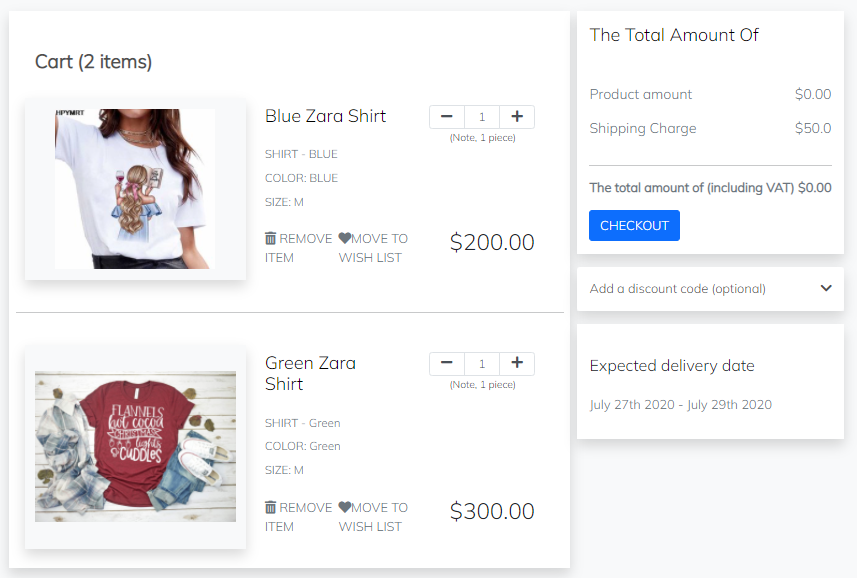 Cart (2 items)
HPYMRT
Blue Zara Shirt
1
(Note, 1 piece)
SHIRT - BLUE
COLOR: BLUE
SIZE: M
REMOVE ITEM
MOVE TO WISH LIST
$200.00
Green Zara
Shirt
1
(Note, 1 piece)
FLANNELS
hot cocoa
CHRISTMAS
lights
CUDDLES
SHIRT - Green
COLOR: Green
SIZE: M
REMOVE ITEM
MOVE TO WISH LIST
$300.00
The Total Amount Of
Product amount $0.00
Shipping Charge $50.0
The total amount of (including VAT) $0.00
CHECKOUT
Add a discount code (optional)
Expected delivery date
July 27th 2020 - July 29th 2020